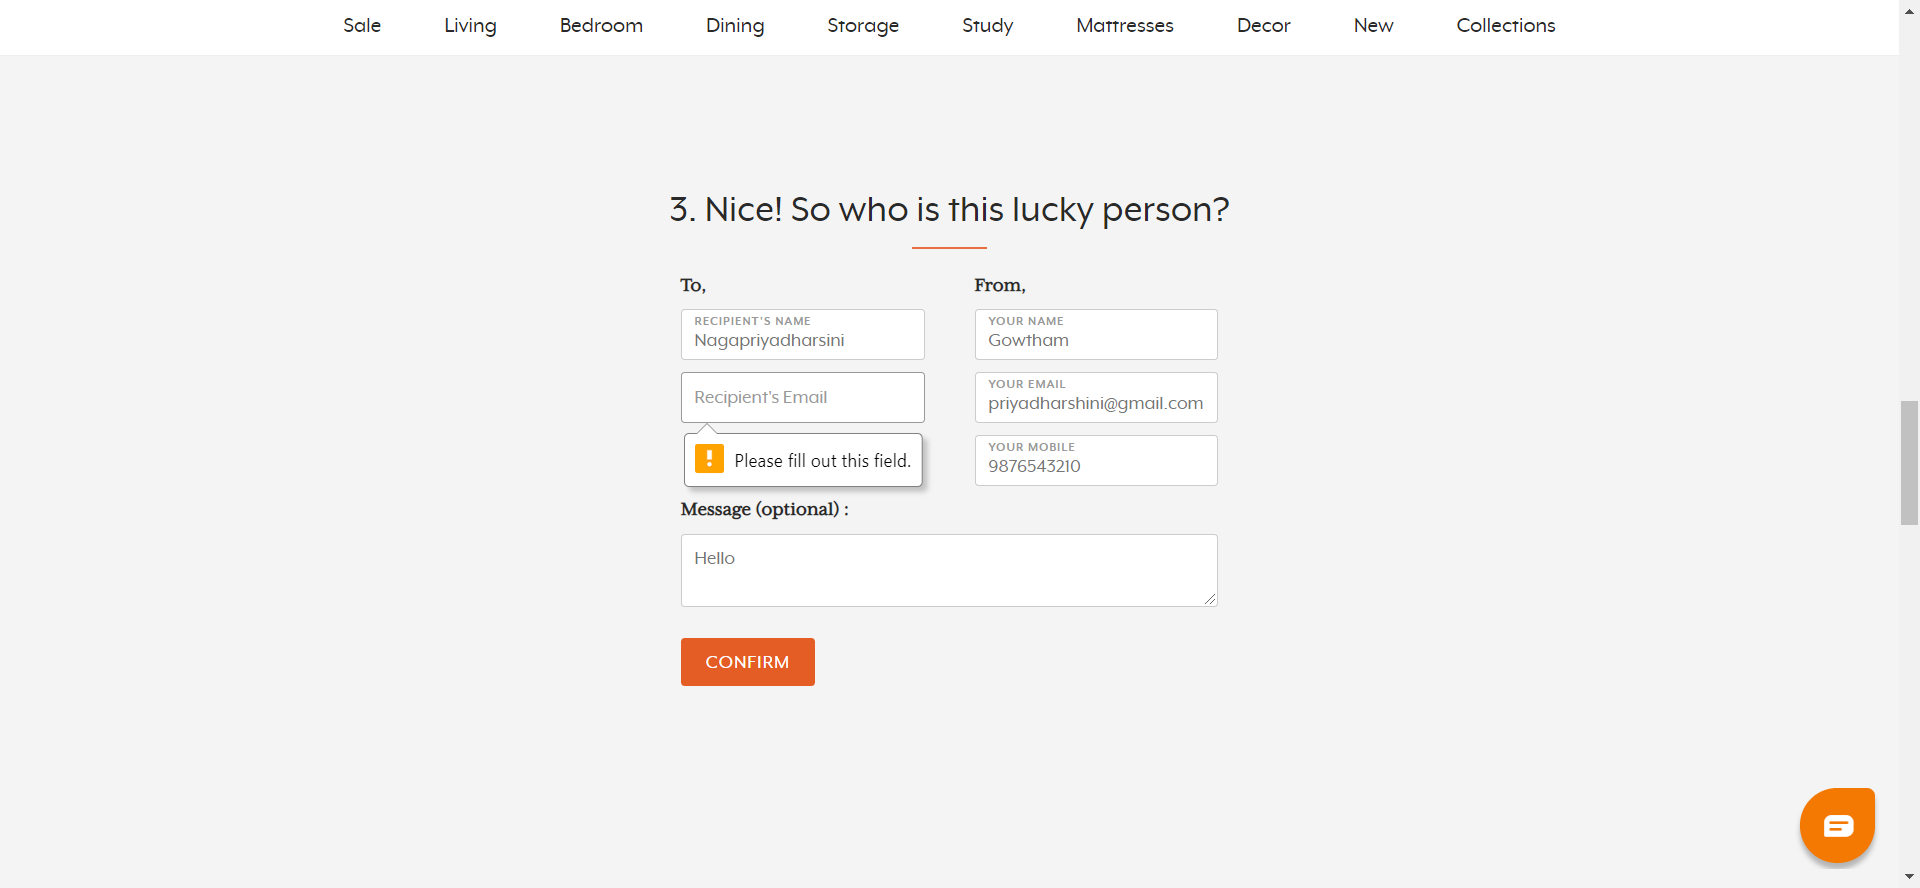 Sale Living Bedroom Dining Storage Study Mattresses Decor New Collections
3. Nice! So who is this lucky person?
To,
RECIPIENT'S NAME
Nagapriyadharsini
Recipient's Email
Please fill out this field.
From,
YOUR NAME
Gowtham
YOUR EMAIL
priyadharshini@gmail.com
YOUR MOBILE
9876543210
Message (optional) :
Hello
CONFIRM